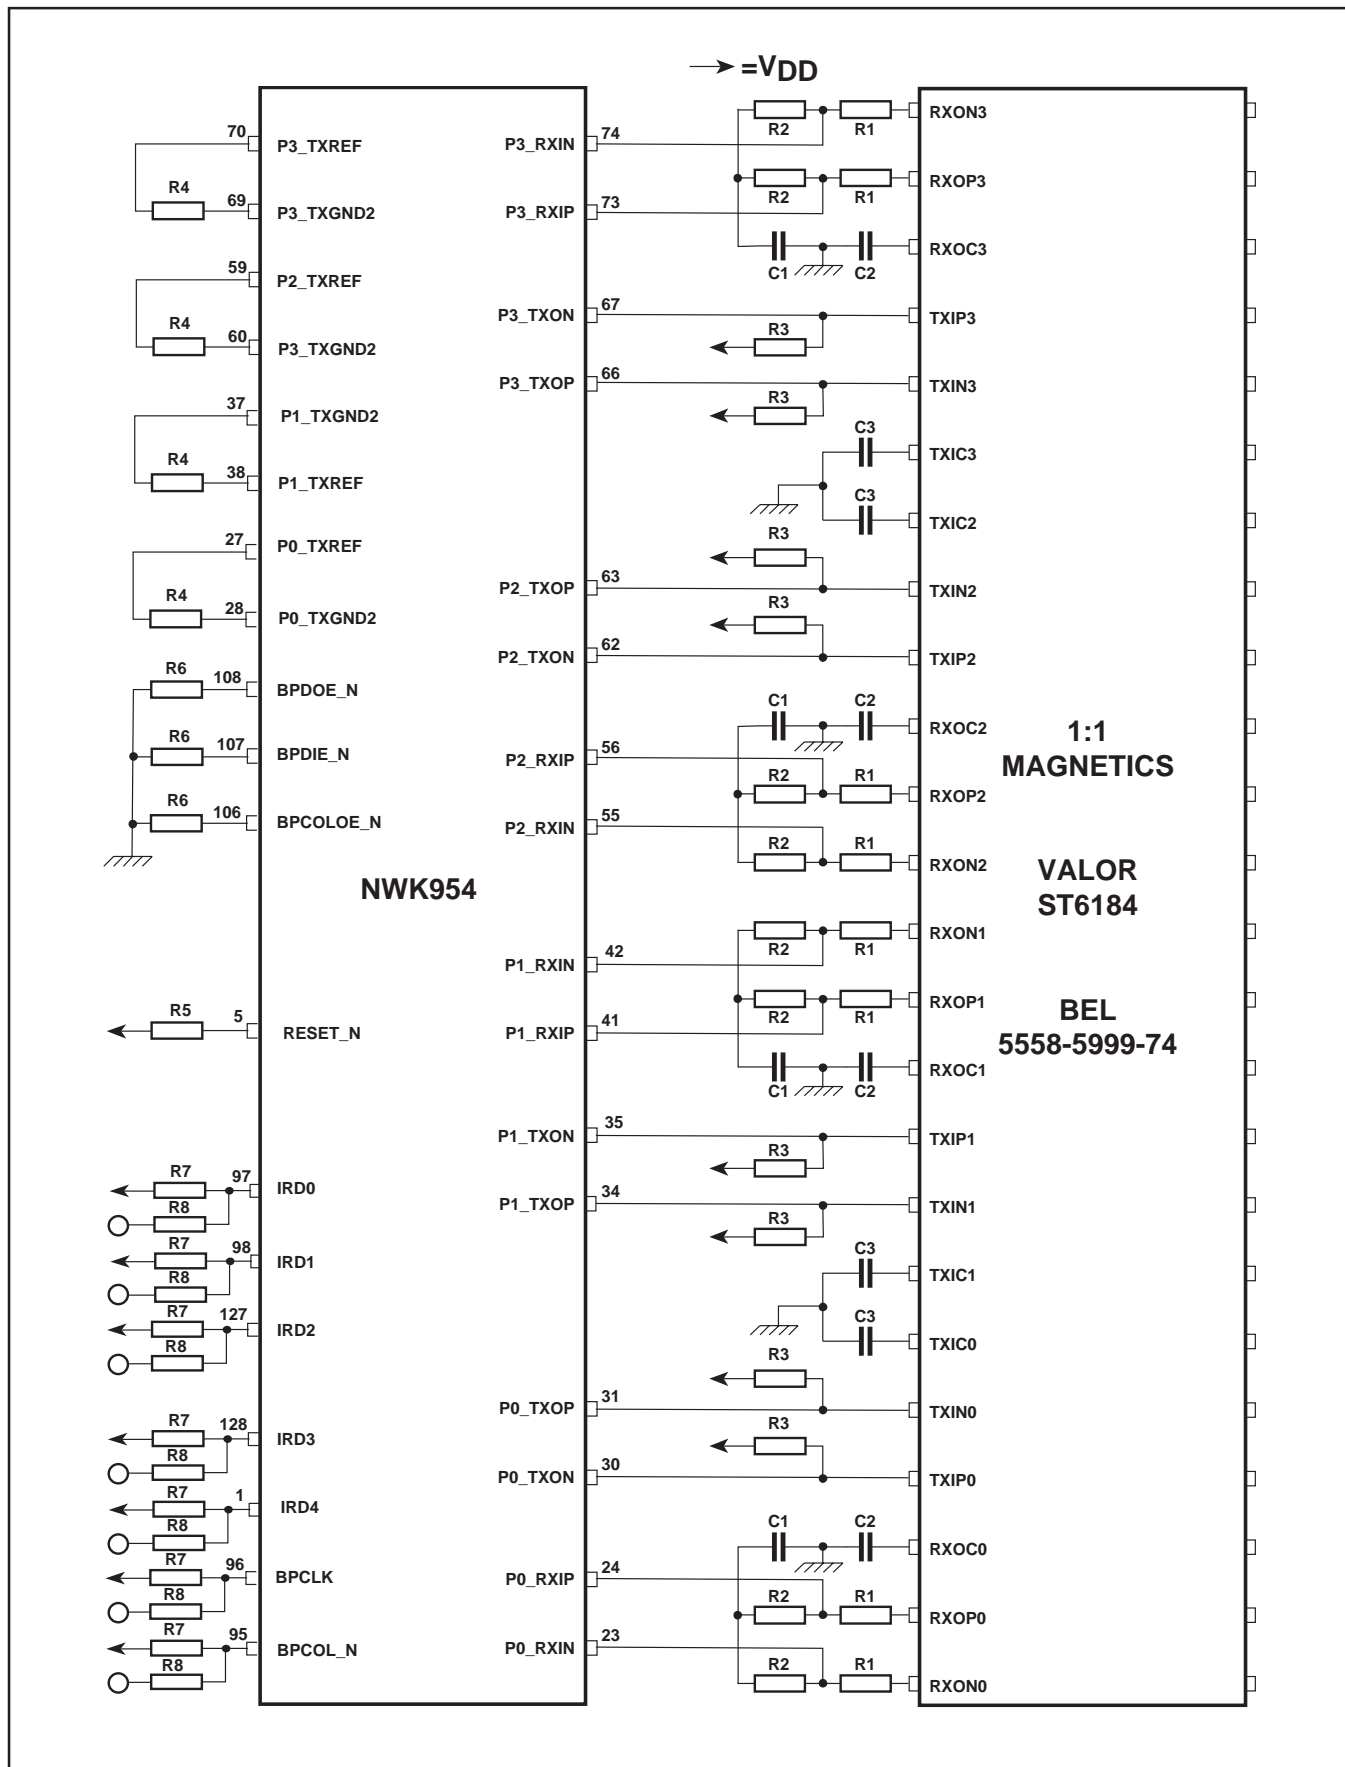 =VDD
70
P3_TXREF
R4
69
P3_TXGND2
59
P2_TXREF
R4
60
P3_TXGND2
37
P1_TXGND2
R4
38
P1_TXREF
27
P0_TXREF
R4
28
P0_TXGND2
R6
108
BPDOE_N
R6
107
BPDIE_N
R6
106
BPCOLOE_N
NWK954
R5
5
RESET_N
R7
97
IRD0
R8
R7
98
IRD1
R8
R7
127
IRD2
R8
R7
128
IRD3
R8
R7
1
IRD4
R8
R7
96
BPCLK
R8
R7
95
BPCOL_N
R8
P3_RXIN
74
R2
R1
RXON3
P3_RXIP
73
R2
R1
RXOP3
C1
C2
RXOC3
P3_TXON
67
R3
TXIP3
P3_TXOP
66
R3
TXIN3
C3
TXIC3
C3
TXIC2
R3
P2_TXOP
63
TXIN2
R3
P2_TXON
62
TXIP2
C1
C2
RXOC2
P2_RXIP
56
R2
R1
RXOP2
P2_RXIN
55
R2
R1
RXON2
1:1
MAGNETICS
VALOR
ST6184
BEL
5558-5999-74
P1_RXIN
42
R2
R1
RXON1
P1_RXIP
41
R2
R1
RXOP1
C1
C2
RXOC1
P1_TXON
35
R3
TXIP1
P1_TXOP
34
R3
TXIN1
C3
TXIC1
C3
TXIC0
R3
P0_TXOP
31
TXIN0
R3
P0_TXON
30
TXIP0
C1
C2
RXOC0
P0_RXIP
24
R2
R1
RXOP0
P0_RXIN
23
R2
R1
RXON0